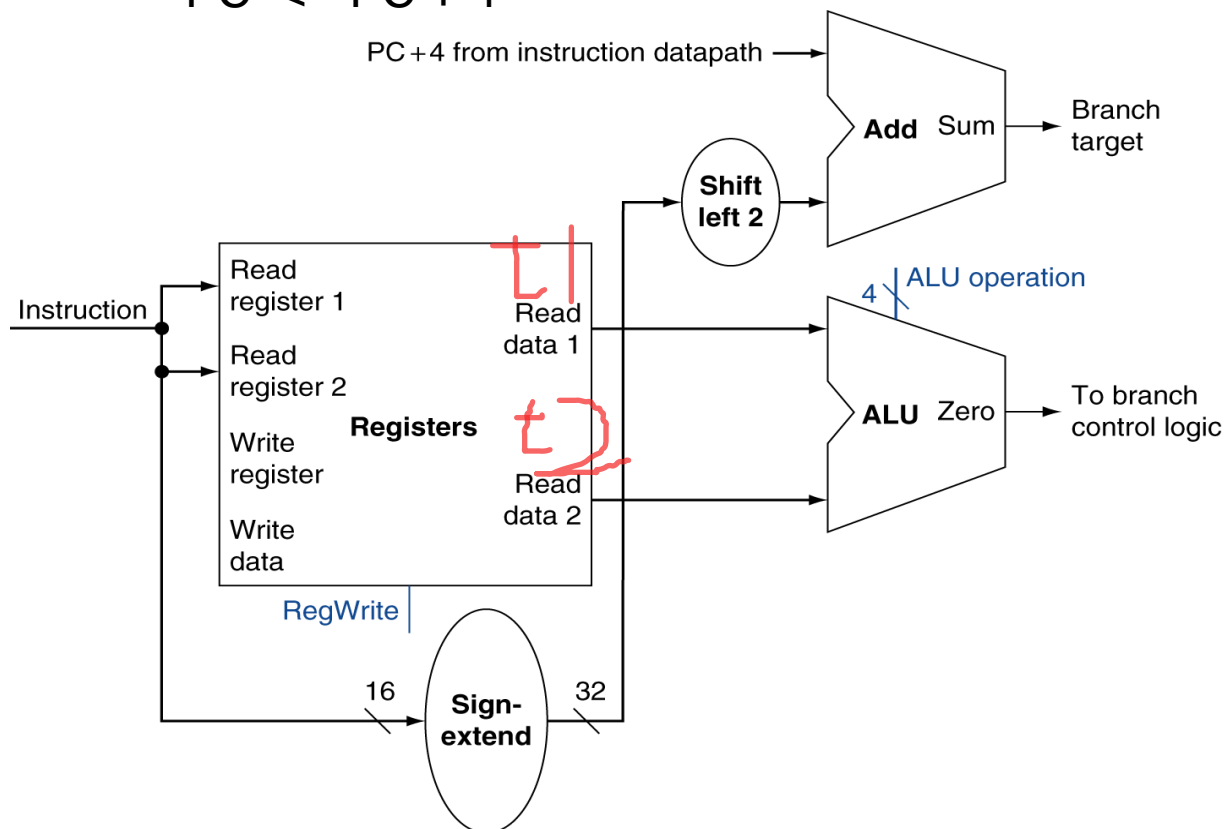 PC+4 from instruction datapath
Add Sum
Branch
target
Shift
left 2
t1
ALU operation
4
Instruction
Read
register 1
Read
data 1
Read
register 2
Registers
t2
ALU Zero
To branch
control logic
Write
register
Read
data 2
Write
data
RegWrite
16
Sign-
extend
32